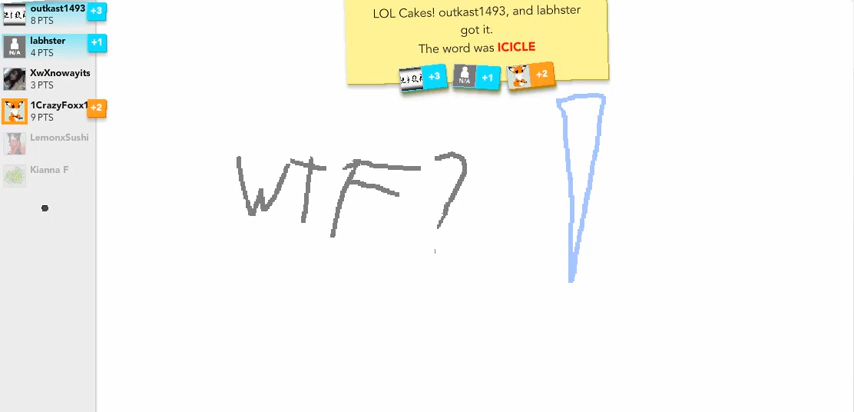 outkast1493
8 PTS
+3
labhster
4 PTS
+1
N/A
XwXnowayits
3 PTS
1CrazyFoxx1
9 PTS
+2
LemonxSushi
Kianna F
LOL Cakes! outkast1493, and labhster
got it.
The word was ICICLE
+3
N/A
+1
+2
WTF?